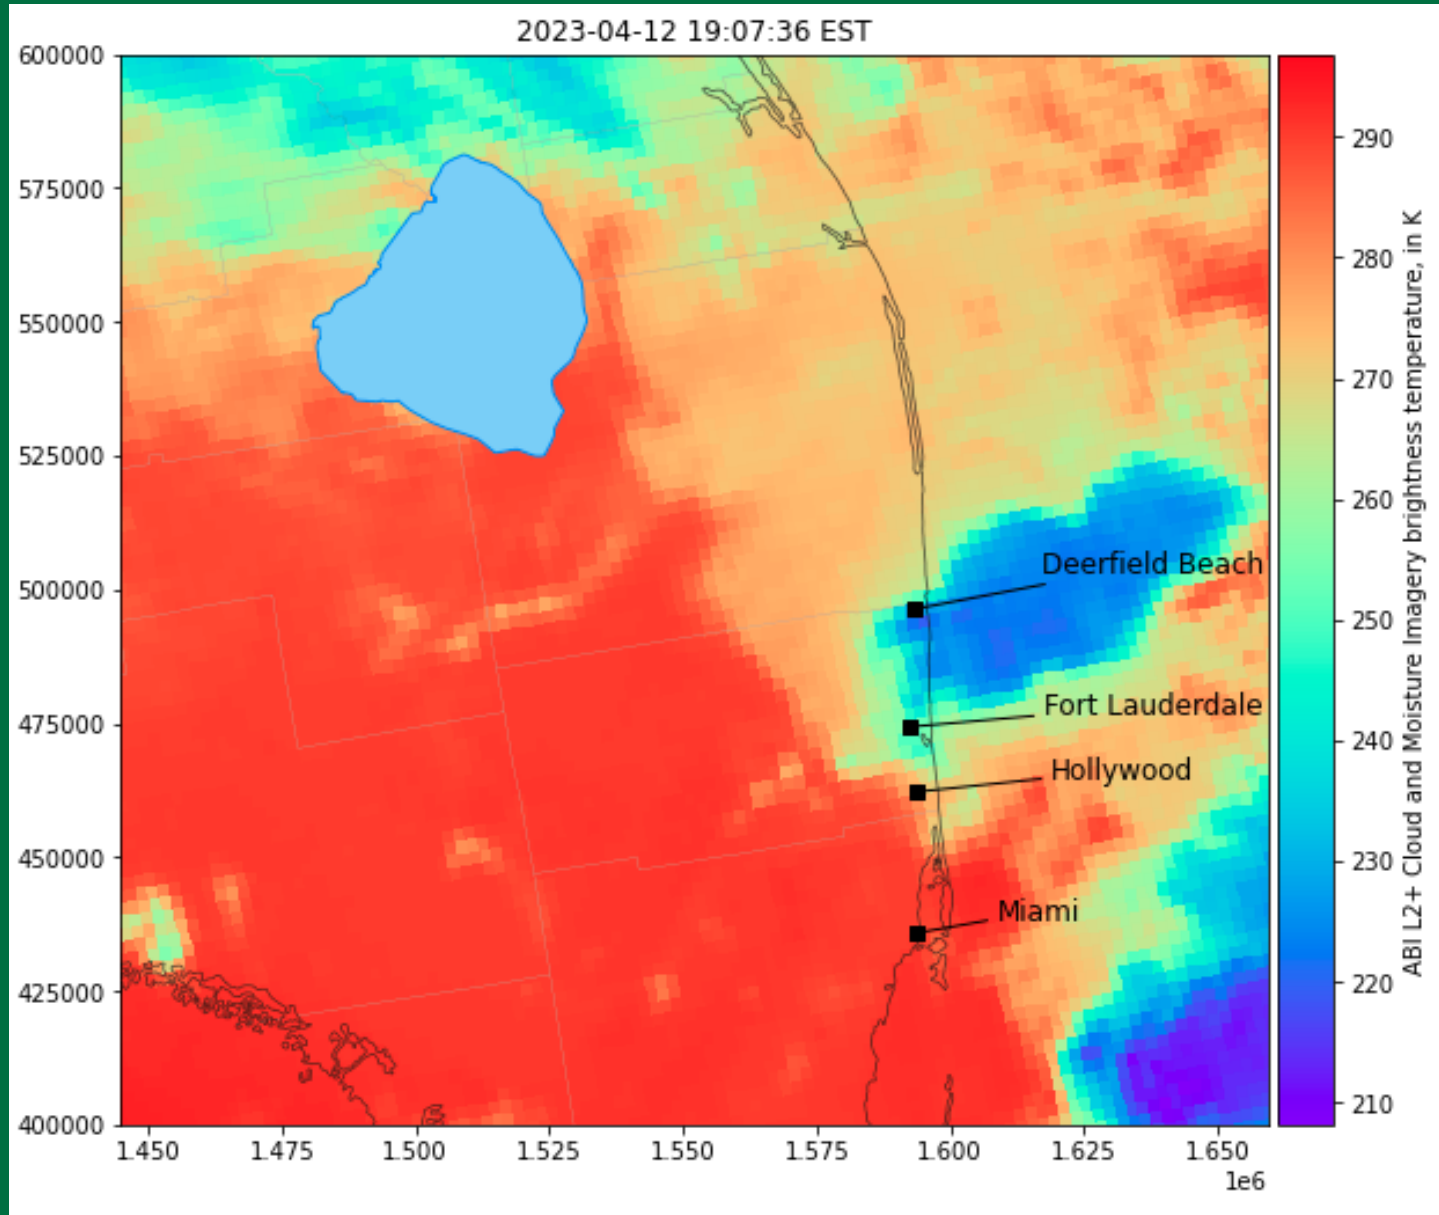 2023-04-12 19:07:36 EST
600000
575000
550000
525000
500000
475000
450000
425000
400000
1.450 1.475 1.500 1.525 1.550 1.575 1.600 1.625 1.650
1e6
Deerfield Beach
Fort Lauderdale
Hollywood
Miami
290
280
270
260
250
240
230
220
210
ABI L2+ Cloud and Moisture Imagery brightness temperature, in K